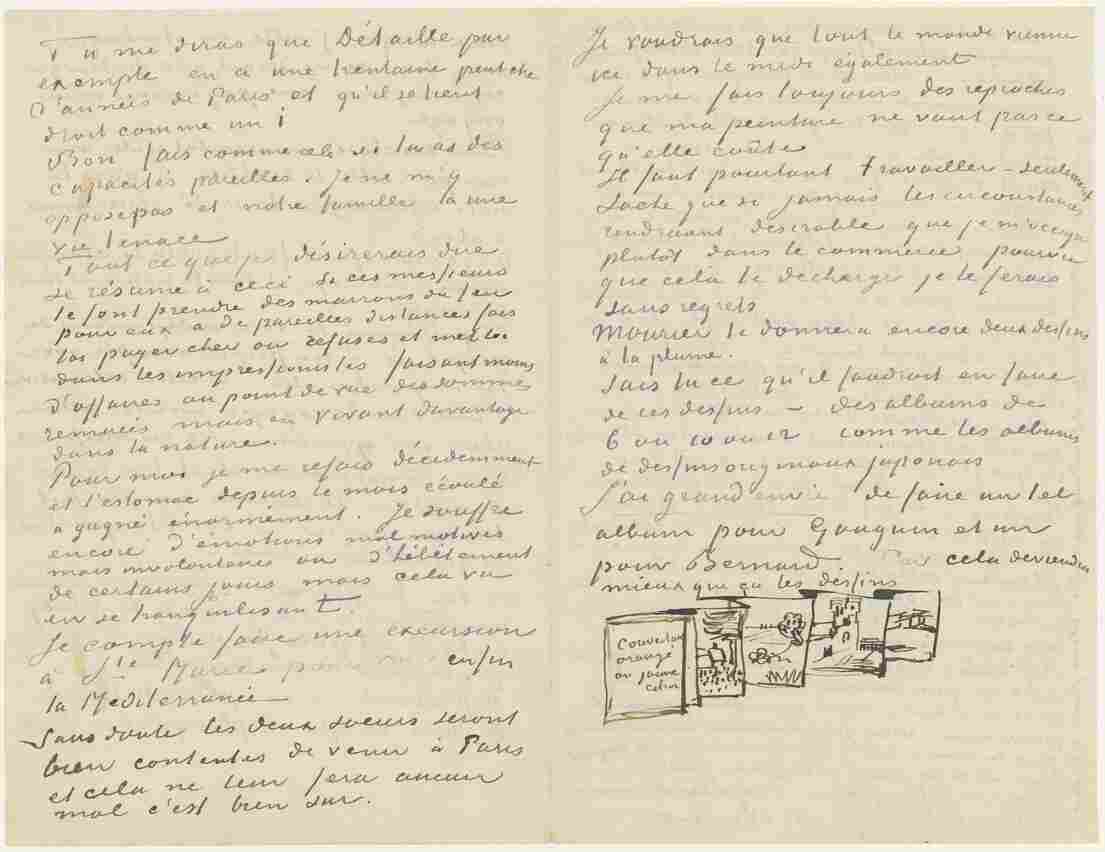 Tu me diras que Détaille par
exemple en a une trentaine peut être
d'années de Paris et qu'il se tient
droit comme un i
Bon fais comme cela si tu as des
capacités pareilles. Je ne m'y
oppose pas et notre famille a la
vie tenace
Tout ce que je désirerais dire
se résume à ceci si ces messieurs
te font prendre des marrons du feu
pour eux a de pareilles distances fais
toi payer cher ou refuses et mets toi
dans les impressionistes faisant moins
d'affaires au point de vue des sommes
remuées mais en vivant davantage
dans la nature.
Pour moi je me refais décidemment
et l'estomac depuis le mois écoulé
a gagné énormément. Je souffre
encore d'émotions mal motivés
mais involontaires ou d'hébétement
de certains jours mais cela va
en se tranquilisant.
Je compte faire une excursion
à Stes Maries pour voir enfin
la Mediterranée
Sans doute les deux soeurs seront
bien contentes de venir à Paris
et cela ne leur fera aucun
mal c'est bien sur.
Je voudrais que tout le monde vienne
ici dans le midi également
Je me fais toujours des reproches
que ma peinture ne vaut pas ce
qu'elle coûte
Il faut pourtant travailler – seulement
sache que si jamais les circonstances
rendraient desirable que je m'occupe
plutôt dans le commerce pourvu
que cela te decharge je le ferais
sans regrets
Mourier te donnera encore deux dessins
à la plume.
Sais tu ce qu'il faudrait en faire
de ces dessins – des albums de
6 ou 10 ou 12 comme les albums
de dessins originaux japonais
J'ai grand envie de faire un tel
album pour Gauguin et un
pour Bernard. Car cela deviendra
mieux que ça les dessins
Couverture
orangé
ou jaune